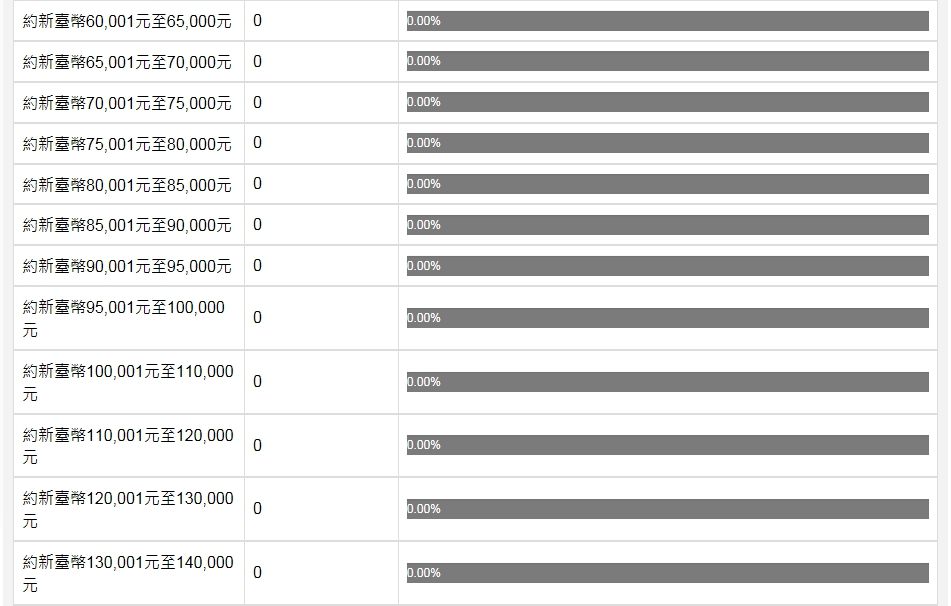 約新臺幣60,001元至65,000元 0 0.00%
約新臺幣65,001元至70,000元 0 0.00%
約新臺幣70,001元至75,000元 0 0.00%
約新臺幣75,001元至80,000元 0 0.00%
約新臺幣80,001元至85,000元 0 0.00%
約新臺幣85,001元至90,000元 0 0.00%
約新臺幣90,001元至95,000元 0 0.00%
約新臺幣95,001元至100,000
元 0 0.00%
約新臺幣100,001元至110,000
元 0 0.00%
約新臺幣110,001元至120,000
元 0 0.00%
約新臺幣120,001元至130,000
元 0 0.00%
約新臺幣130,001元至140,000
元 0 0.00%